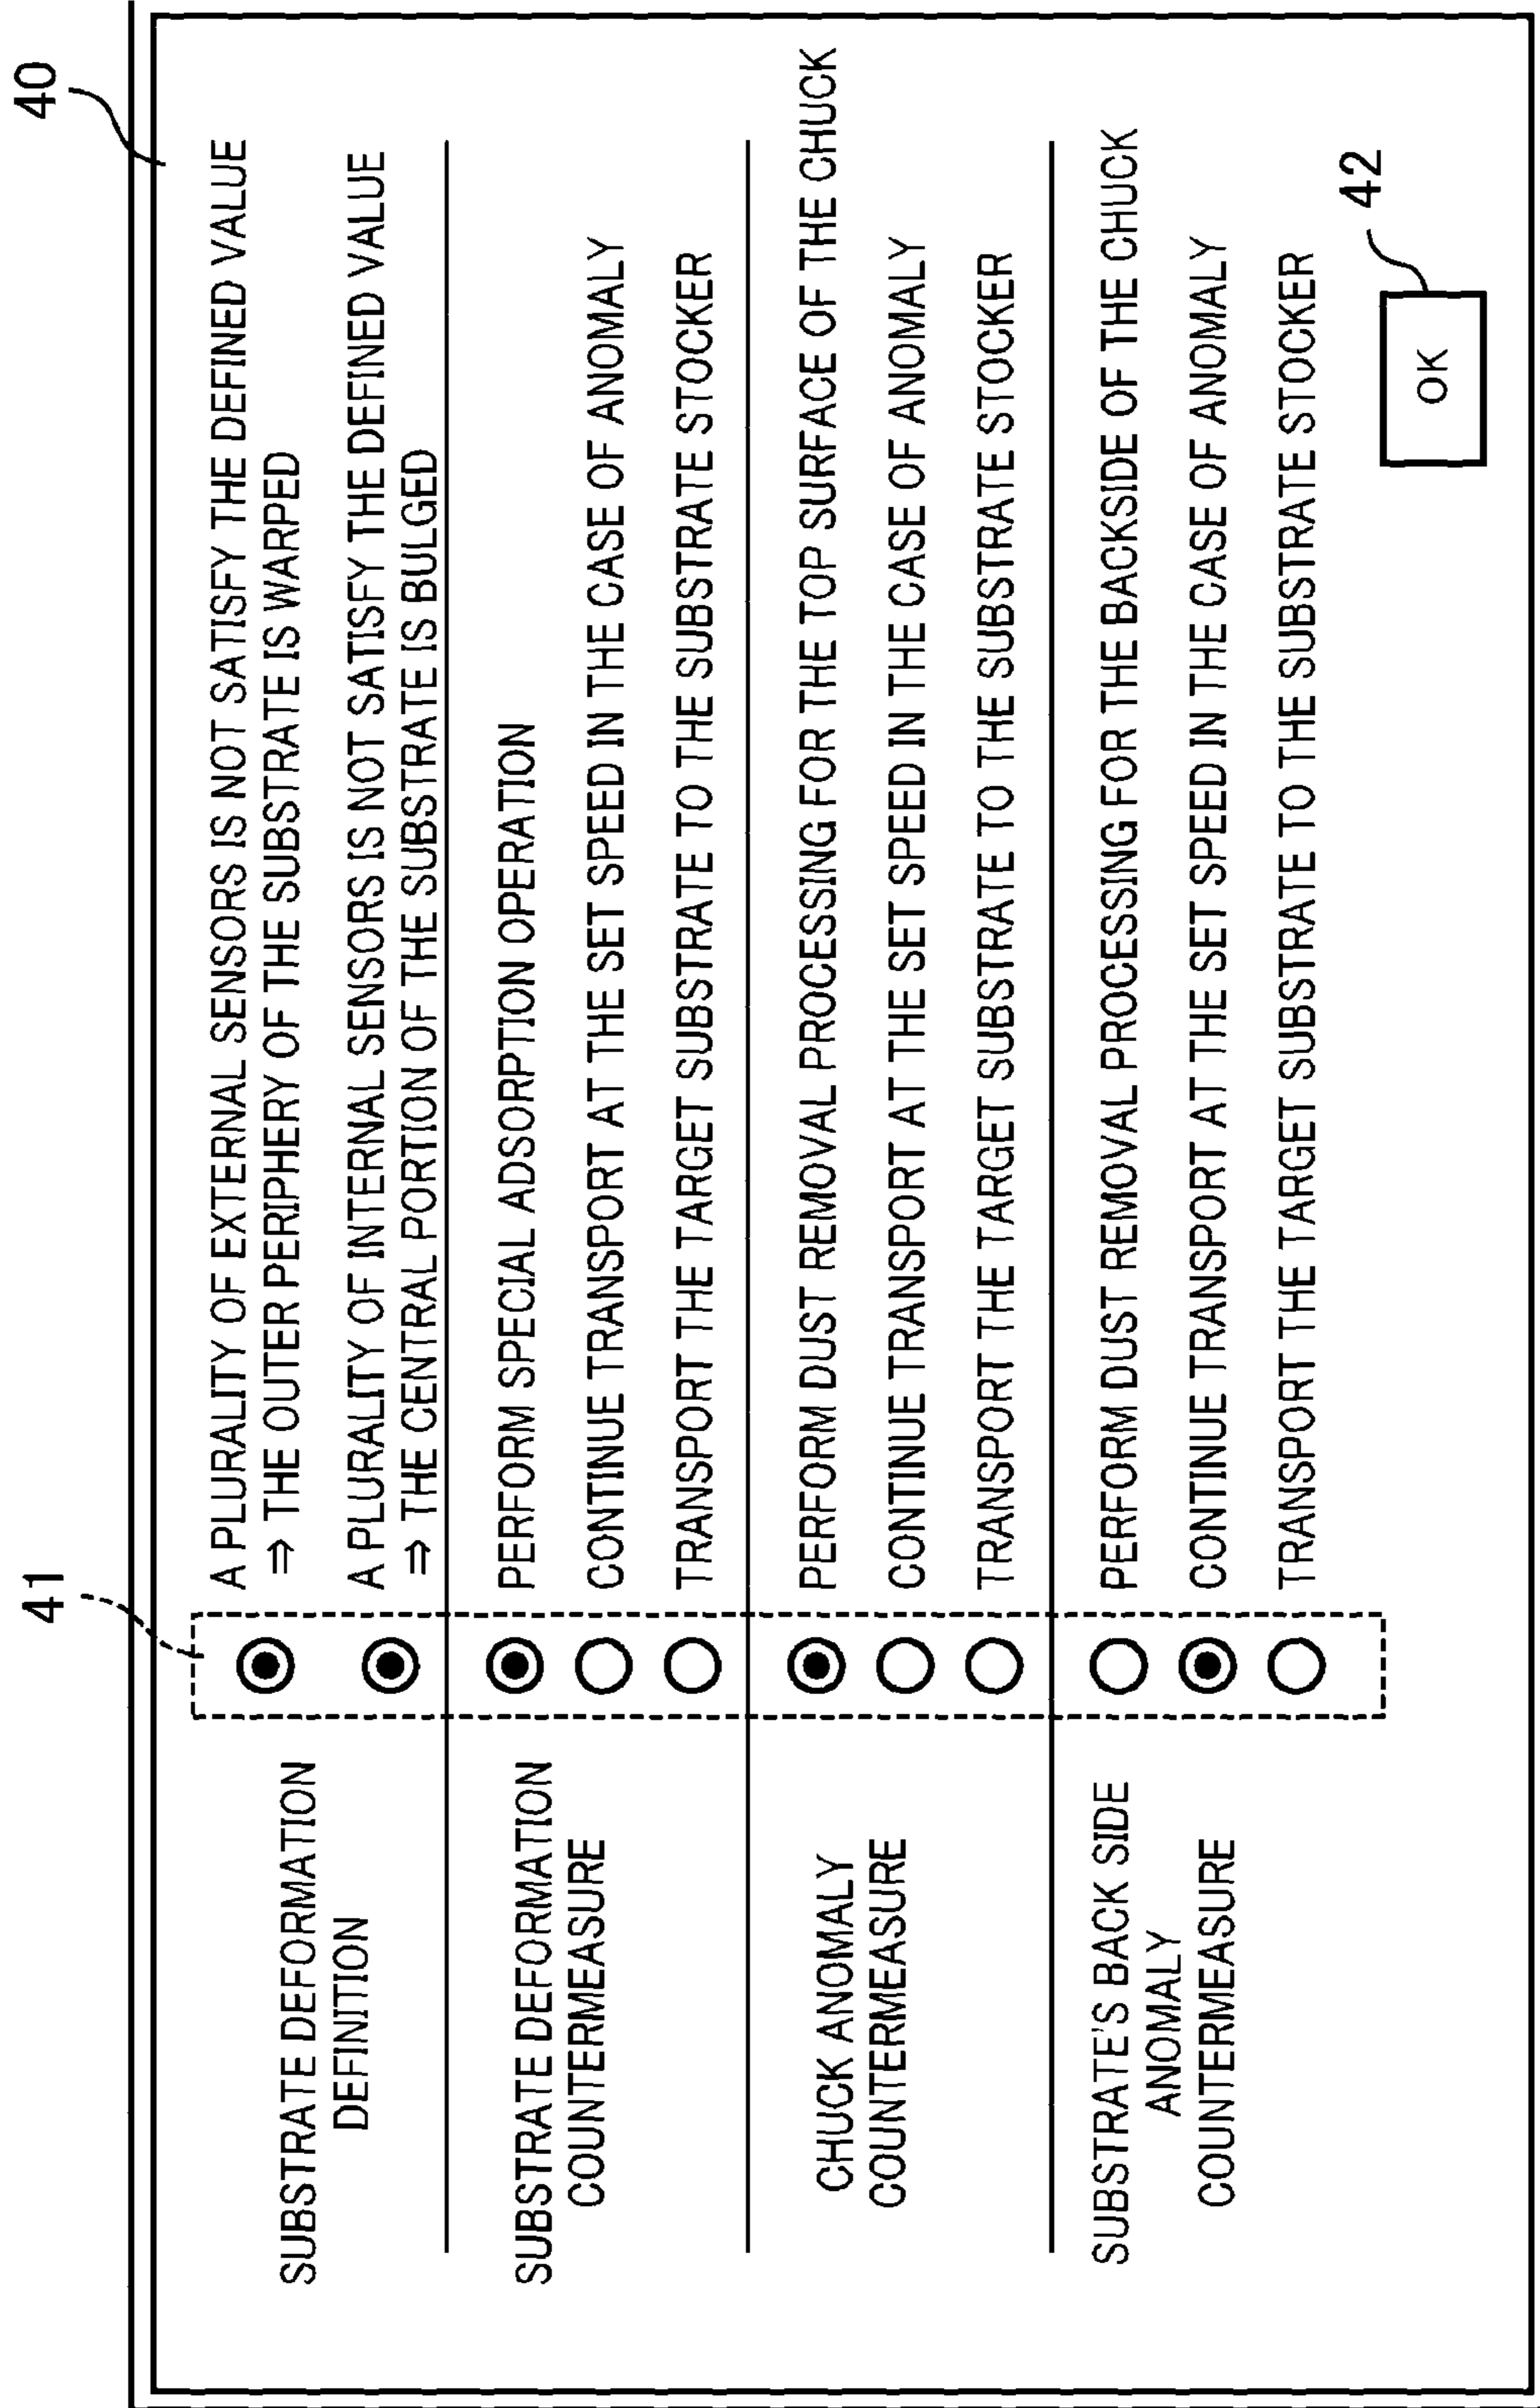 40
41
SUBSTRATE DEFORMATION
DEFINITION
A PLURALITY OF EXTERNAL SENSORS IS NOT SATISFY THE DEFINED VALUE
⇒ THE OUTER PERIPHERY OF THE SUBSTRATE IS WARPED
A PLURALITY OF INTERNAL SENSORS IS NOT SATISFY THE DEFINED VALUE
⇒ THE CENTRAL PORTION OF THE SUBSTRATE IS BULGED
SUBSTRATE DEFORMATION
COUNTERMEASURE
PERFORM SPECIAL ADSORPTION OPERATION
CONTINUE TRANSPORT AT THE SET SPEED IN THE CASE OF ANOMALY
TRANSPORT THE TARGET SUBSTRATE TO THE SUBSTRATE STOCKER
CHUCK ANOMALY
COUNTERMEASURE
PERFORM DUST REMOVAL PROCESSING FOR THE TOP SURFACE OF THE CHUCK
CONTINUE TRANSPORT AT THE SET SPEED IN THE CASE OF ANOMALY
TRANSPORT THE TARGET SUBSTRATE TO THE SUBSTRATE STOCKER
SUBSTRATE'S BACK SIDE
ANOMALY
COUNTERMEASURE
PERFORM DUST REMOVAL PROCESSING FOR THE BACKSIDE OF THE CHUCK
CONTINUE TRANSPORT AT THE SET SPEED IN THE CASE OF ANOMALY
TRANSPORT THE TARGET SUBSTRATE TO THE SUBSTRATE STOCKER
42
OK